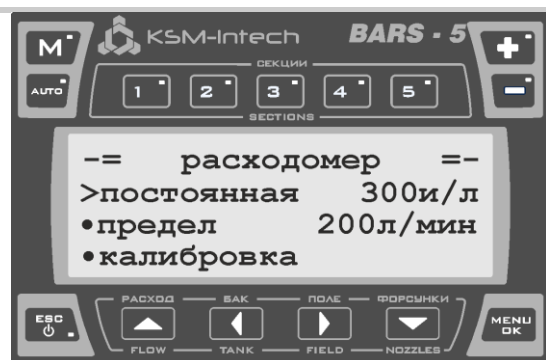 M
KSM-Intech
BARS - 5
+
AUTO
СЕКЦИИ
1 2 3 4 5
-
SECTIONS
-= расходомер =-
>постоянная 300и/л
•предел 200л/мин
•калибровка
ESC
РАСХОД БАК ПОЛЕ ФОРСУНКИ
MENU
OK
FLOW TANK FIELD NOZZLES